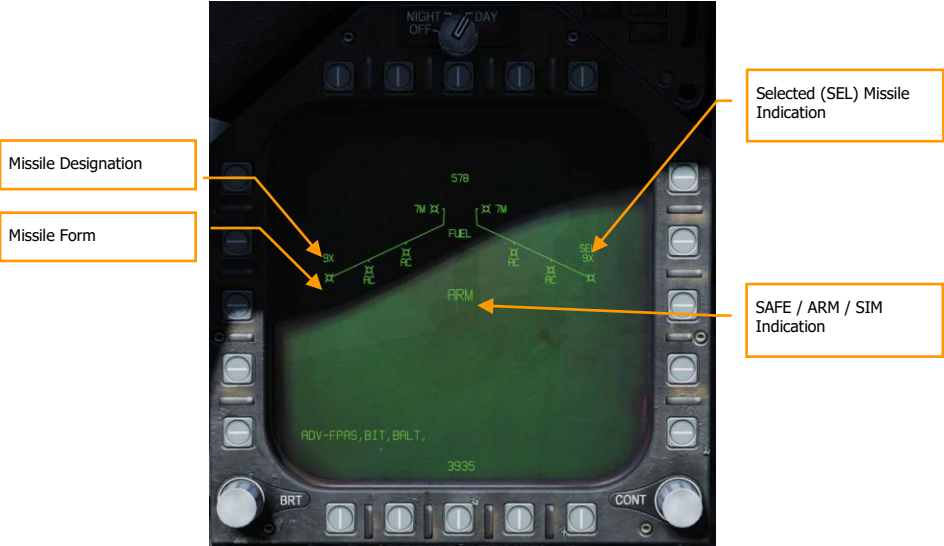 NIGHT DAY
OFF
Selected (SEL) Missile
Indication
Missile Designation
Missile Form
578
7M 7M
FUEL
SEL
9X 9X
AC AC
AC AC
ARM
SAFE / ARM / SIM
Indication
ADV-FPAS,BIT,BALT,
3935
BRT CONT